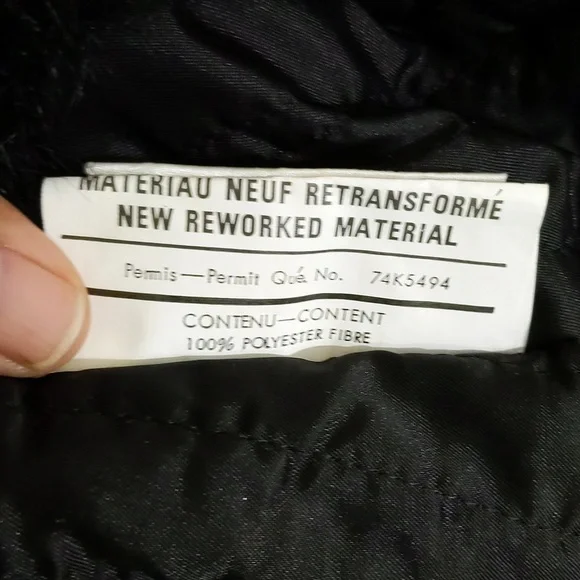 MATERIAU NEUF RETRANSFORMÉ
NEW REWORKED MATERIAL
Permis—Permit Qué. No. 74K5494
CONTENU—CONTENT
100% POLYESTER FIBRE